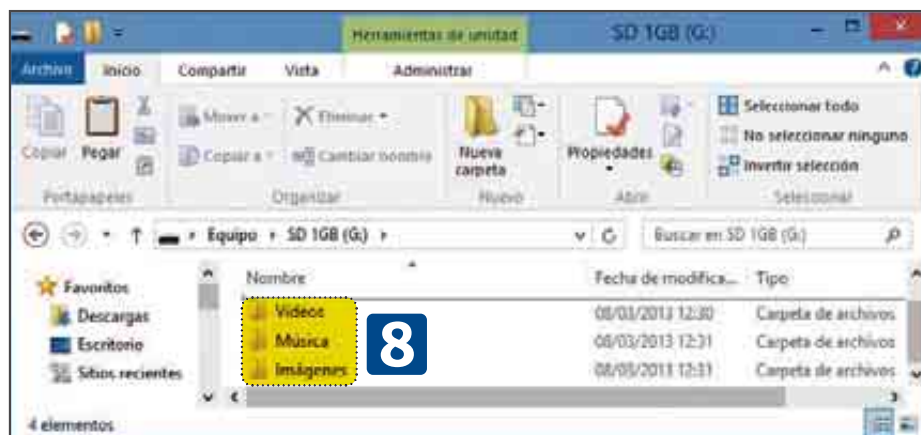 Herramientas de unidad SD 1GB (G:)
Archivo Inicio Compartir Vista Administrar
Copiar Pegar Mover a Copiar a Eliminar Cambiar nombre Nueva carpeta Propiedades Seleccionar todo
No seleccionar ninguno
Invertir selección
Portapapeles Organizar Nuevo Abrir Seleccionar
Equipo SD 1GB (G:) Buscar en SD 1GB (G:)
Favoritos Nombre Fecha de modifica... Tipo
Descargas Videos 08/03/2013 12:30 Carpeta de archivos
Escritorio Música 08/03/2013 12:31 Carpeta de archivos
Sitios recientes Imágenes 08/03/2013 12:31 Carpeta de archivos
8
4 elementos